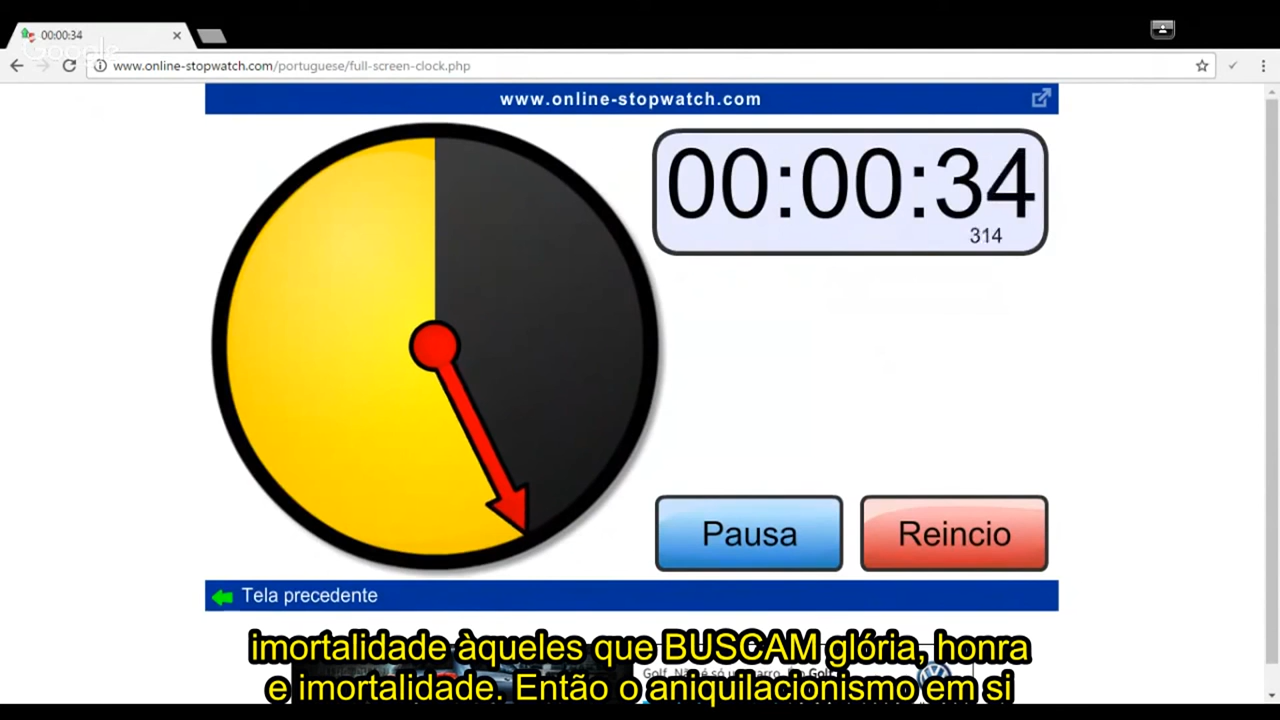 00:00:34
Google
www.online-stopwatch.com/portuguese/full-screen-clock.php
www.online-stopwatch.com
00:00:34
314
Pausa
Reincio
Tela precedente
imortalidade àqueles que BUSCAM glória, honra
e imortalidade. Então o aniquilacionismo em si